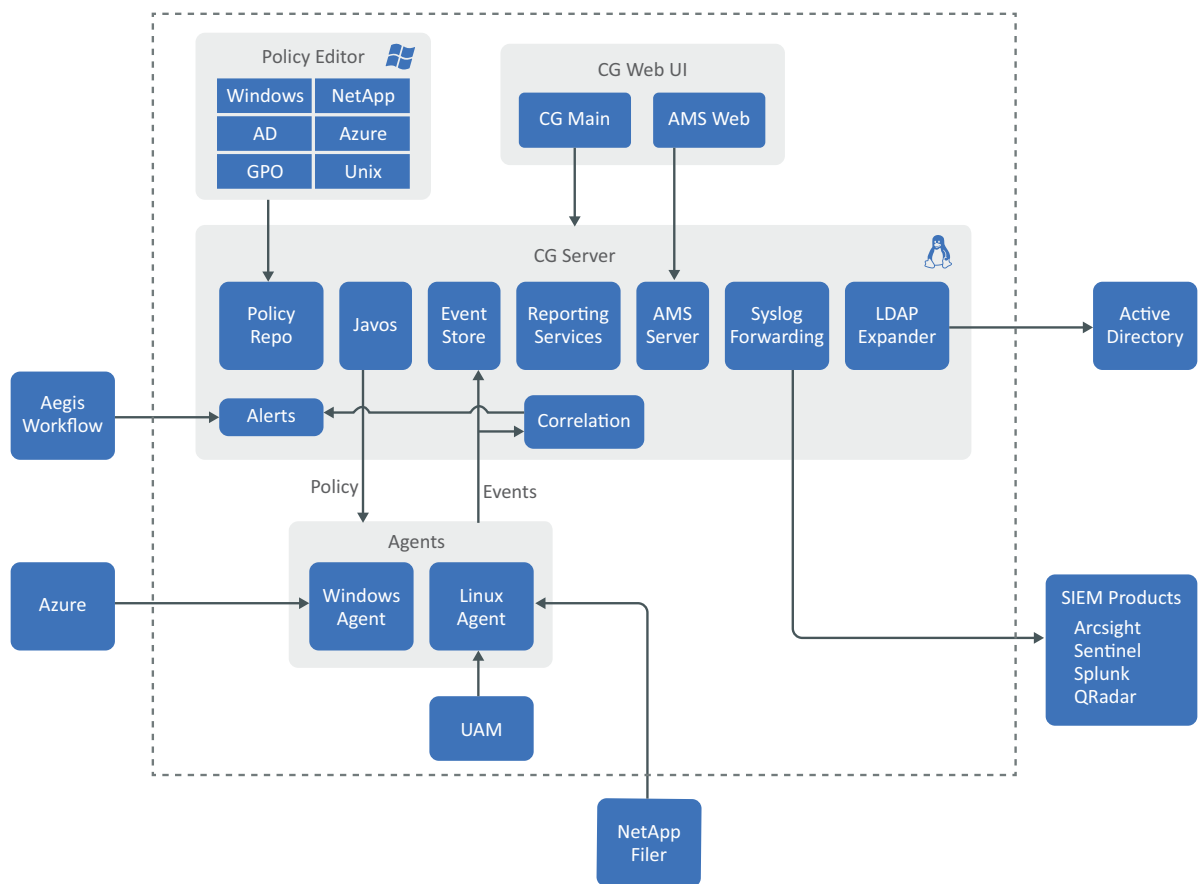 Policy Editor
Windows
NetApp
AD
Azure
GPO
Unix
CG Web UI
CG Main
AMS Web
CG Server
Policy
Repo
Javos
Event
Store
Reporting
Services
AMS
Server
Syslog
Forwarding
LDAP
Expander
Active
Directory
Aegis
Workflow
Alerts
Correlation
Policy
Events
Agents
Azure
Windows
Agent
Linux
Agent
SIEM Products
Arcsight
Sentinel
Splunk
QRadar
UAM
NetApp
Filer